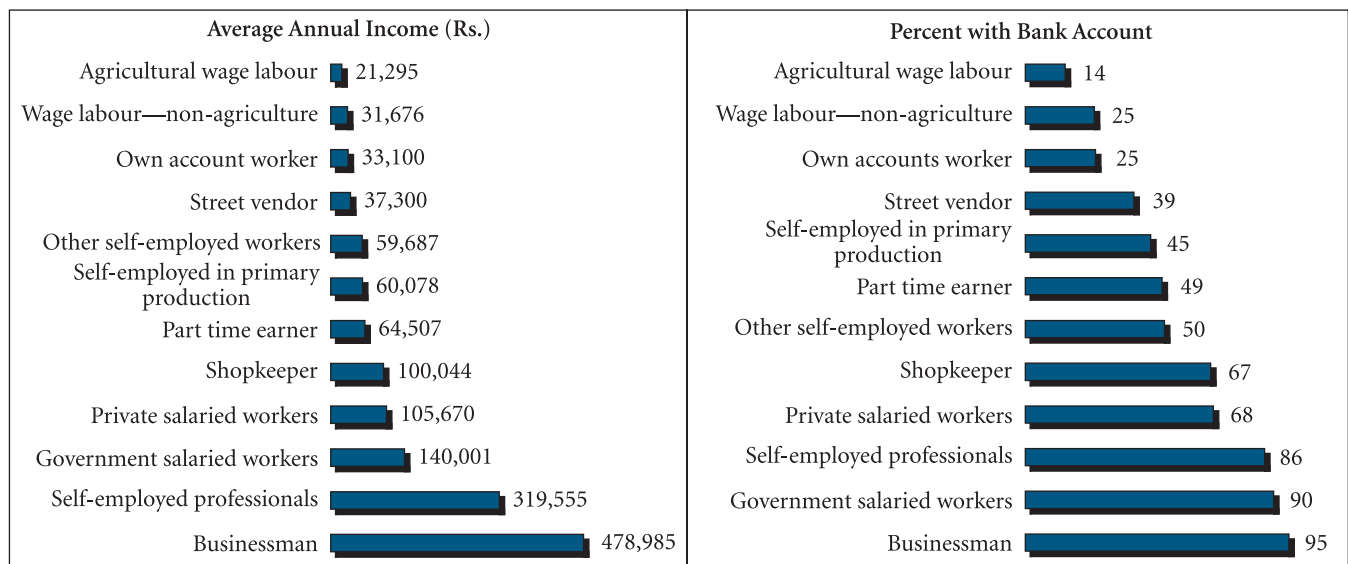 Average Annual Income (Rs.)
Agricultural wage labour 21,295
Wage labour—non-agriculture 31,676
Own account worker 33,100
Street vendor 37,300
Other self-employed workers 59,687
Self-employed in primary
production 60,078
Part time earner 64,507
Shopkeeper 100,044
Private salaried workers 105,670
Government salaried workers 140,001
Self-employed professionals 319,555
Businessman 478,985
Percent with Bank Account
Agricultural wage labour 14
Wage labour—non-agriculture 25
Own accounts worker 25
Street vendor 39
Self-employed in primary
production 45
Part time earner 49
Other self-employed workers 50
Shopkeeper 67
Private salaried workers 68
Self-employed professionals 86
Government salaried workers 90
Businessman 95